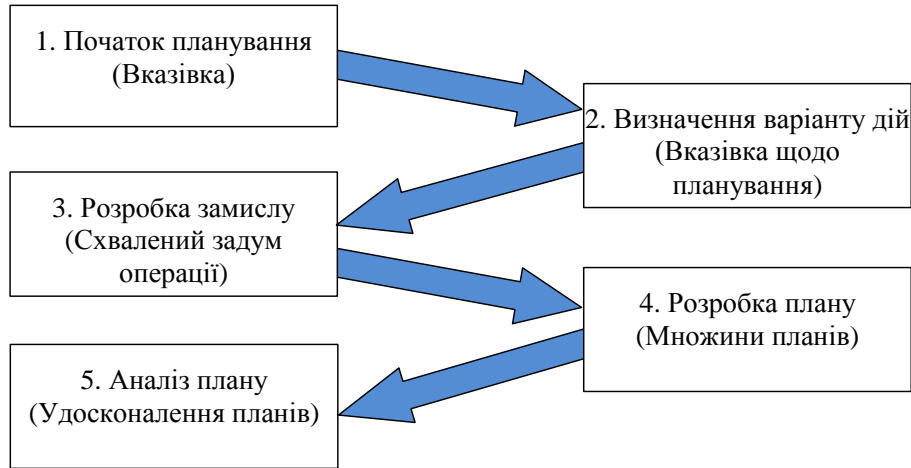 1. Початок планування
(Вказівка)
2. Визначення варіанту дій
(Вказівка щодо
планування)
3. Розробка замислу
(Схвалений задум
операції)
4. Розробка плану
(Множини планів)
5. Аналіз плану
(Удосконалення планів)